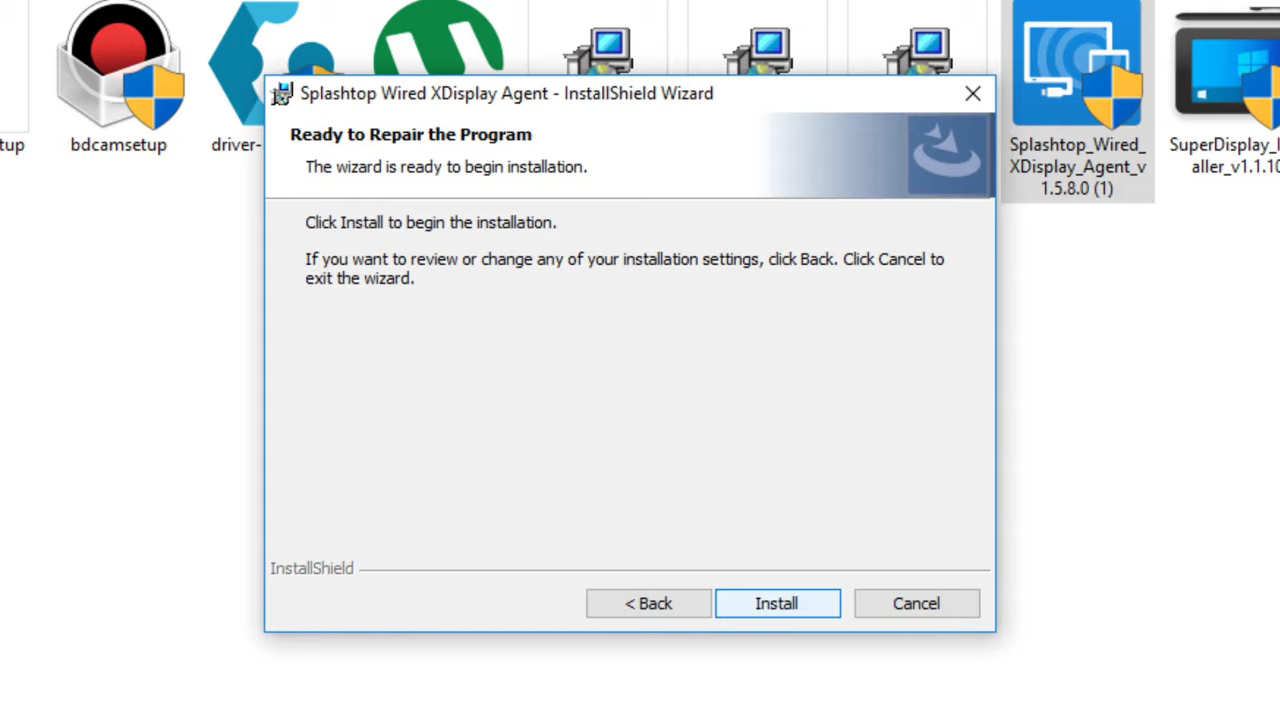 tup
bdcamsetup
driver-
Splashtop_Wired_
XDisplay_Agent_v
1.5.8.0 (1)
SuperDisplay_I
aller_v1.1.10
Splashtop Wired XDisplay Agent - InstallShield Wizard
Ready to Repair the Program
The wizard is ready to begin installation.
Click Install to begin the installation.
If you want to review or change any of your installation settings, click Back. Click Cancel to
exit the wizard.
InstallShield
< Back
Install
Cancel